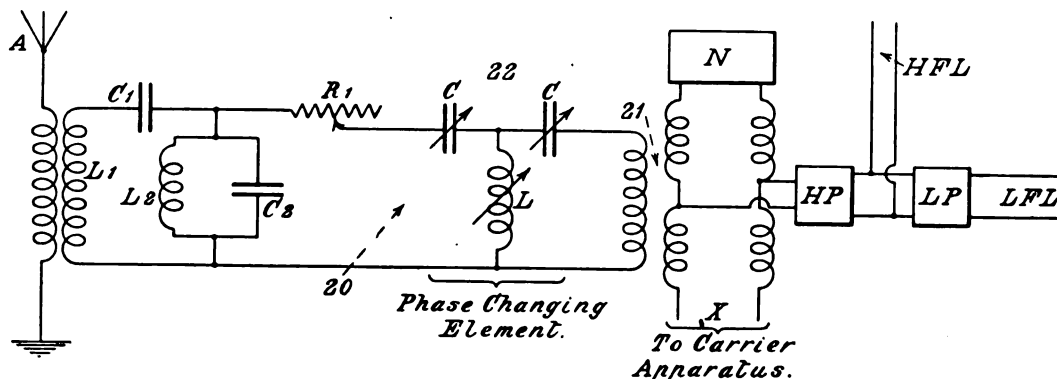 A
C1
L1
L2
C2
R1
C
22
C
L
20
Phase Changing
Element.
21
N
HFL
HP
LP
LFL
X
To Carrier
Apparatus.